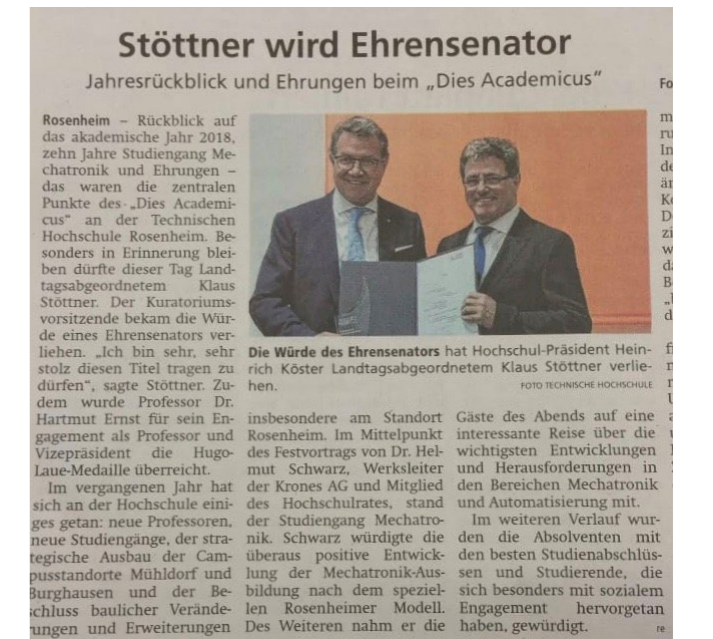 Stöttner wird Ehrensenator
Jahresrückblick und Ehrungen beim „Dies Academicus“
Rosenheim – Rückblick auf
das akademische Jahr 2018,
zehn Jahre Studiengang Me-
chatronik und Ehrungen –
das waren die zentralen
Punkte des „Dies Academi-
cus“ an der Technischen
Hochschule Rosenheim. Be-
sonders in Erinnerung blei-
ben dürfte dieser Tag Land-
tagsabgeordnetem Klaus
Stöttner. Der Kuratoriums-
vorsitzende bekam die Wür-
de eines Ehrensenators ver-
liehen. „Ich bin sehr, sehr
stolz diesen Titel tragen zu
dürfen“, sagte Stöttner. Zu-
dem wurde Professor Dr.
Hartmut Ernst für sein En-
gagement als Professor und
Vizepräsident die Hugo-
Laue-Medaille überreicht.
Im vergangenen Jahr hat
sich an der Hochschule eini-
ges getan: neue Professoren,
neue Studiengänge, der stra-
tegische Ausbau der Cam-
pusstandorte Mühldorf und
Burghausen und der Be-
schluss baulicher Verände-
rungen und Erweiterungen
Die Würde des Ehrensenators hat Hochschul-Präsident Hein-
rich Köster Landtagsabgeordnetem Klaus Stöttner verlie-
hen.
FOTO TECHNISCHE HOCHSCHULE
insbesondere am Standort
Rosenheim. Im Mittelpunkt
des Festvortrags von Dr. Hel-
mut Schwarz, Werksleiter
der Krones AG und Mitglied
des Hochschulrates, stand
der Studiengang Mechatro-
nik. Schwarz würdigte die
überaus positive Entwick-
lung der Mechatronik-Aus-
bildung nach dem speziel-
len Rosenheimer Modell.
Des Weiteren nahm er die
Gäste des Abends auf eine
interessante Reise über die
wichtigsten Entwicklungen
und Herausforderungen in
den Bereichen Mechatronik
und Automatisierung mit.
Im weiteren Verlauf wur-
den die Absolventen mit
den besten Studienabschlüs-
sen und Studierende, die
sich besonders mit sozialem
Engagement hervorgetan
haben, gewürdigt.
re